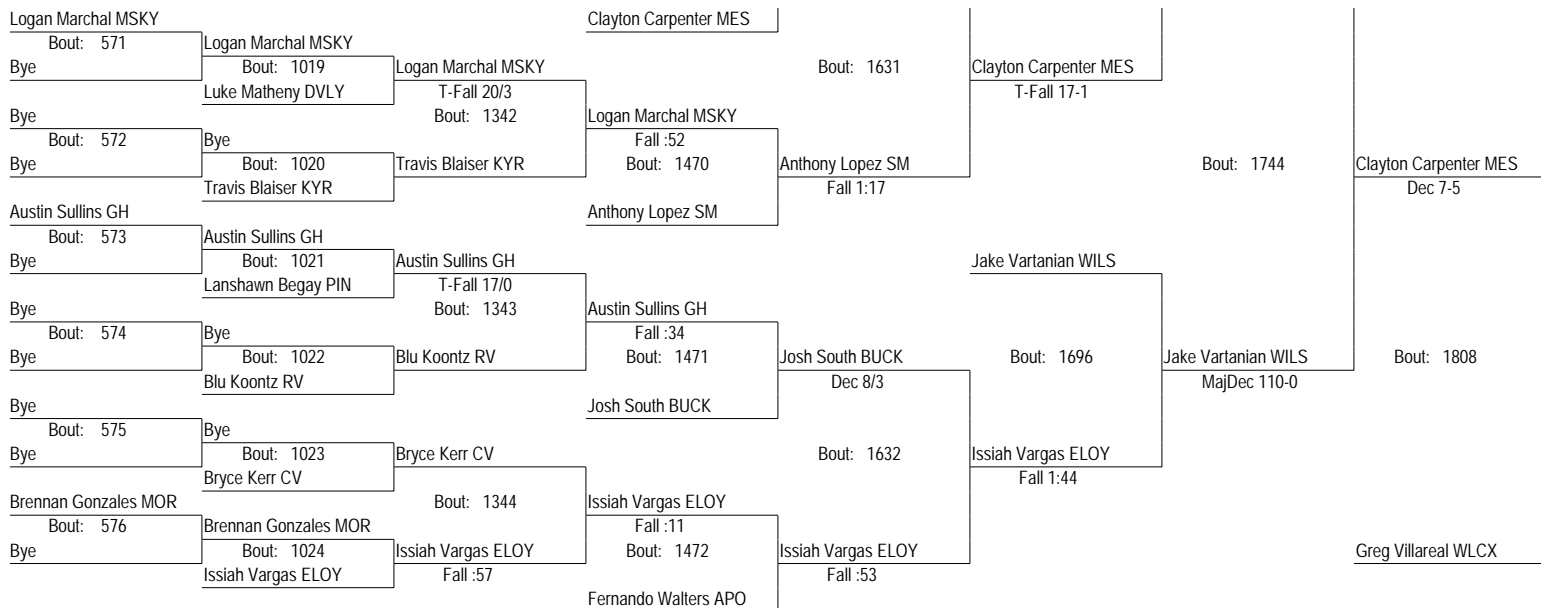 Logan Marchal MSKY
Clayton Carpenter MES
Bout: 571
Logan Marchal MSKY
Bye
Bout: 1019
Logan Marchal MSKY
Bout: 1631
Clayton Carpenter MES
Luke Matheny DVLY
T-Fall 20/3
T-Fall 17-1
Bye
Bout: 1342
Logan Marchal MSKY
Bout: 572
Bye
Fall :52
Bye
Bout: 1020
Travis Blaiser KYR
Bout: 1470
Anthony Lopez SM
Bout: 1744
Clayton Carpenter MES
Travis Blaiser KYR
Fall 1:17
Dec 7-5
Austin Sullins GH
Anthony Lopez SM
Bout: 573
Austin Sullins GH
Bye
Bout: 1021
Austin Sullins GH
Jake Vartanian WILS
Lanshawn Begay PIN
T-Fall 17/0
Bye
Bout: 1343
Austin Sullins GH
Bout: 574
Bye
Fall :34
Bye
Bout: 1022
Blu Koontz RV
Bout: 1471
Josh South BUCK
Bout: 1696
Jake Vartanian WILS
Bout: 1808
Blu Koontz RV
Dec 8/3
MajDec 110-0
Bye
Josh South BUCK
Bout: 575
Bye
Bye
Bout: 1023
Bryce Kerr CV
Bout: 1632
Issiah Vargas ELOY
Bryce Kerr CV
Fall 1:44
Brennan Gonzales MOR
Bout: 1344
Issiah Vargas ELOY
Bout: 576
Brennan Gonzales MOR
Fall :11
Bye
Bout: 1024
Issiah Vargas ELOY
Bout: 1472
Issiah Vargas ELOY
Greg Villareal WLCX
Issiah Vargas ELOY
Fall :57
Fall :53
Fernando Walters APO